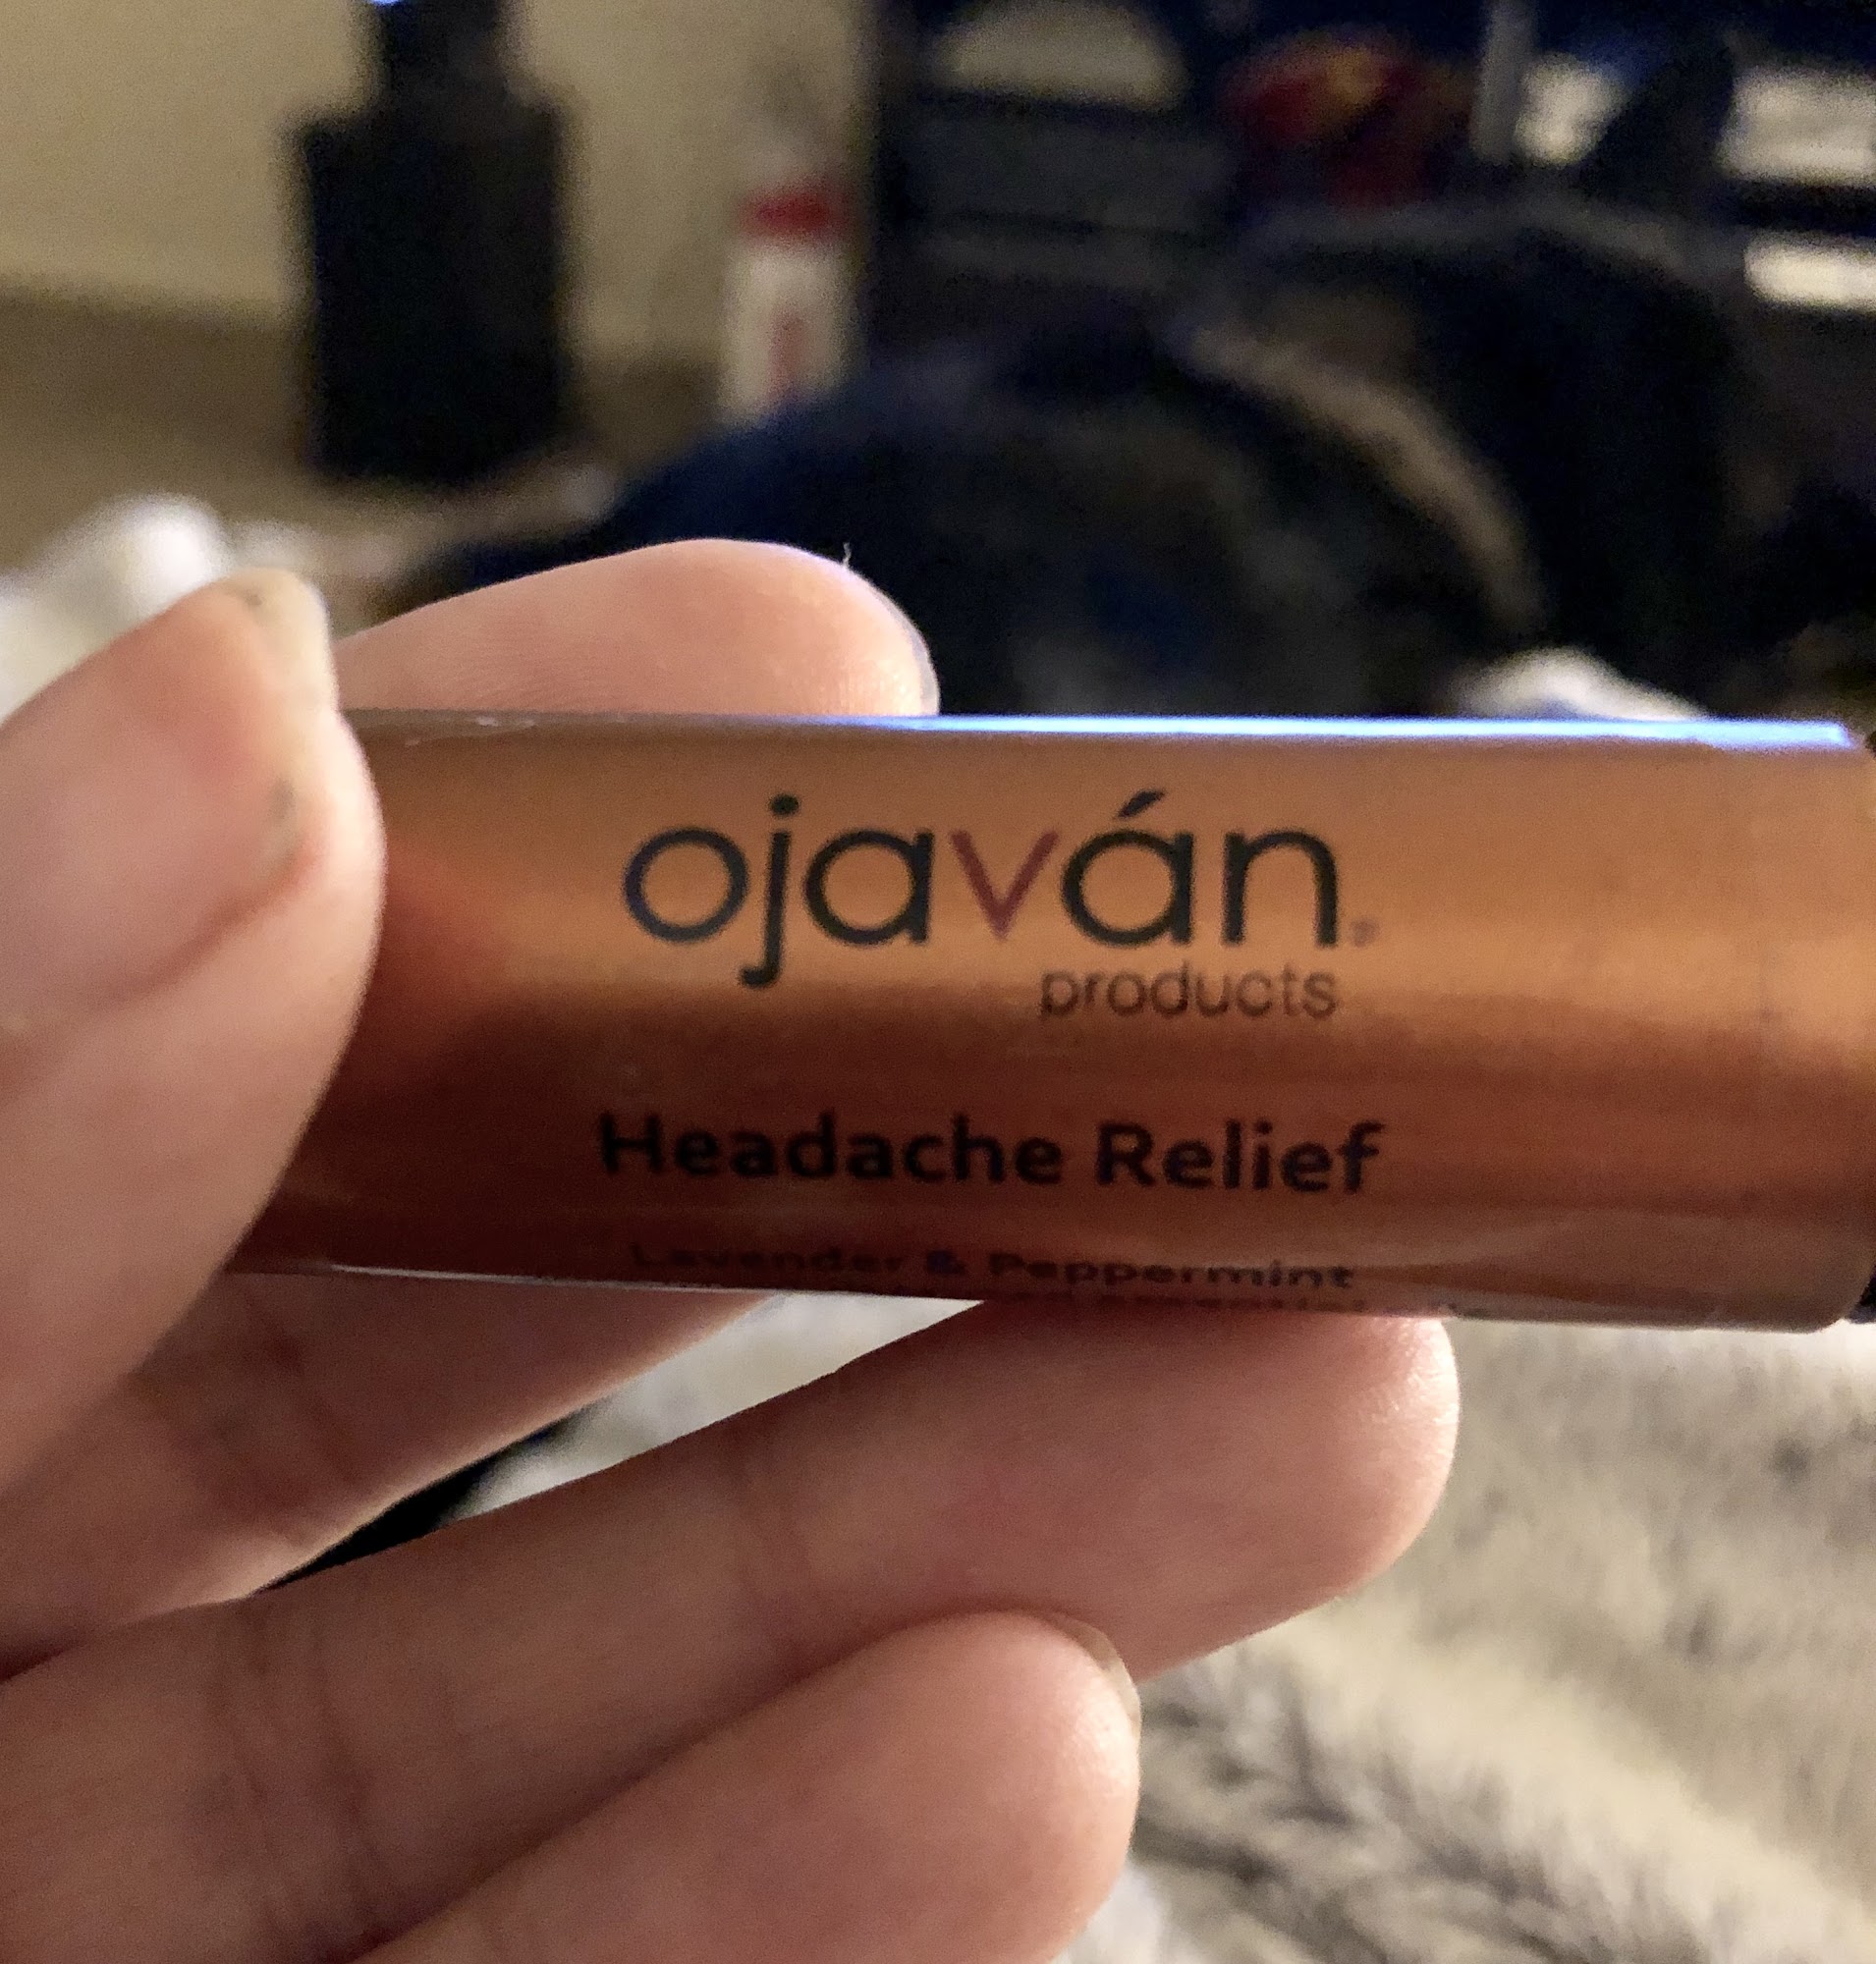 ojaván
products
Headache Relief
Lavender & Peppermint